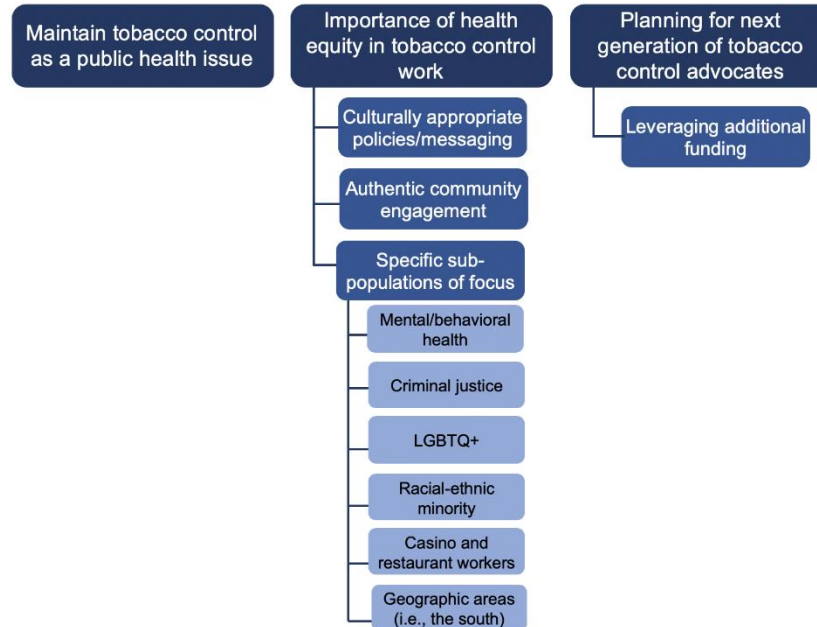 Maintain tobacco control
as a public health issue
Importance of health
equity in tobacco control
work
Culturally appropriate
policies/messaging
Authentic community
engagement
Specific sub-
populations of focus
Mental/behavioral
health
Criminal justice
LGBTQ+
Racial-ethnic
minority
Casino and
restaurant workers
Geographic areas
(i.e., the south)
Planning for next
generation of tobacco
control advocates
Leveraging additional
funding